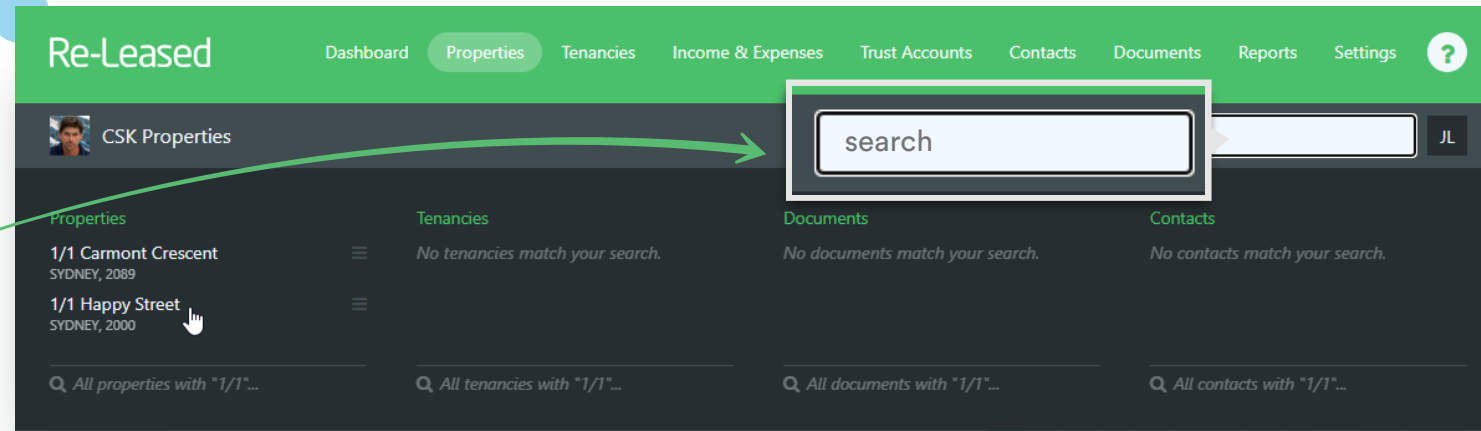 Re-Leased
Dashboard Properties Tenancies Income & Expenses Trust Accounts Contacts Documents Reports Settings ?
CSK Properties
search
JL
Properties Tenancies Documents Contacts
1/1 Carmont Crescent No tenancies match your search. No documents match your search. No contacts match your search.
SYDNEY, 2089
1/1 Happy Street
SYDNEY, 2000
All properties with "1/1"... All tenancies with "1/1"... All documents with "1/1"... All contacts with "1/1"...